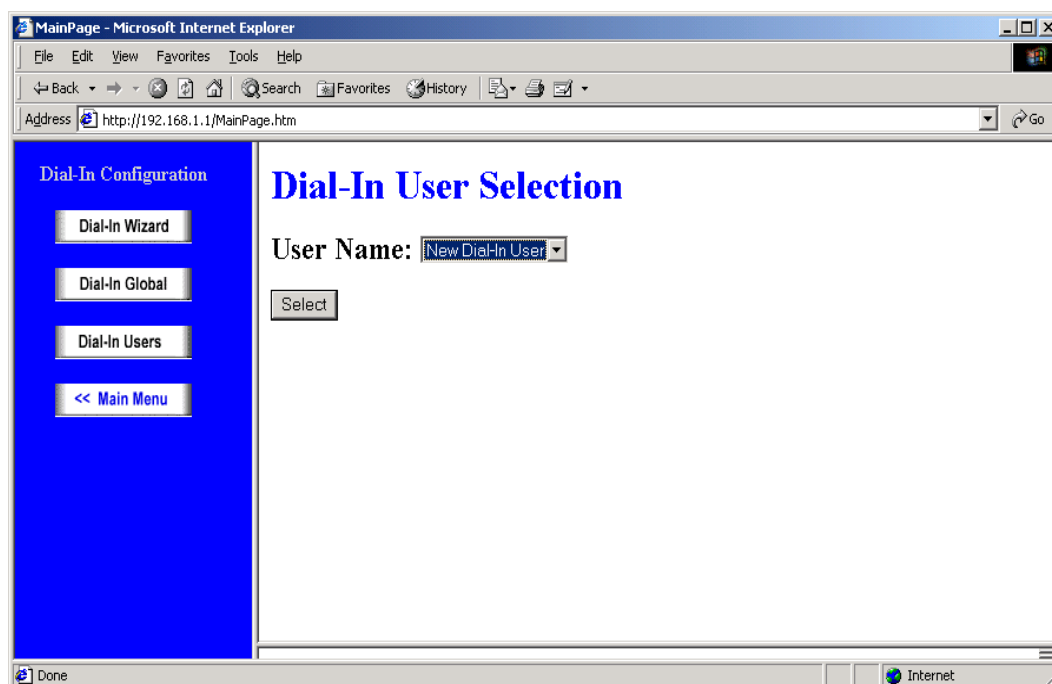 MainPage - Microsoft Internet Explorer
File Edit View Favorites Tools Help
Back Search Favorites History
Address http://192.168.1.1/MainPage.htm Go
Dial-In Configuration
Dial-In Wizard
Dial-In Global
Dial-In Users
<< Main Menu
Dial-In User Selection
User Name: New Dial-In User
Select
Done Internet